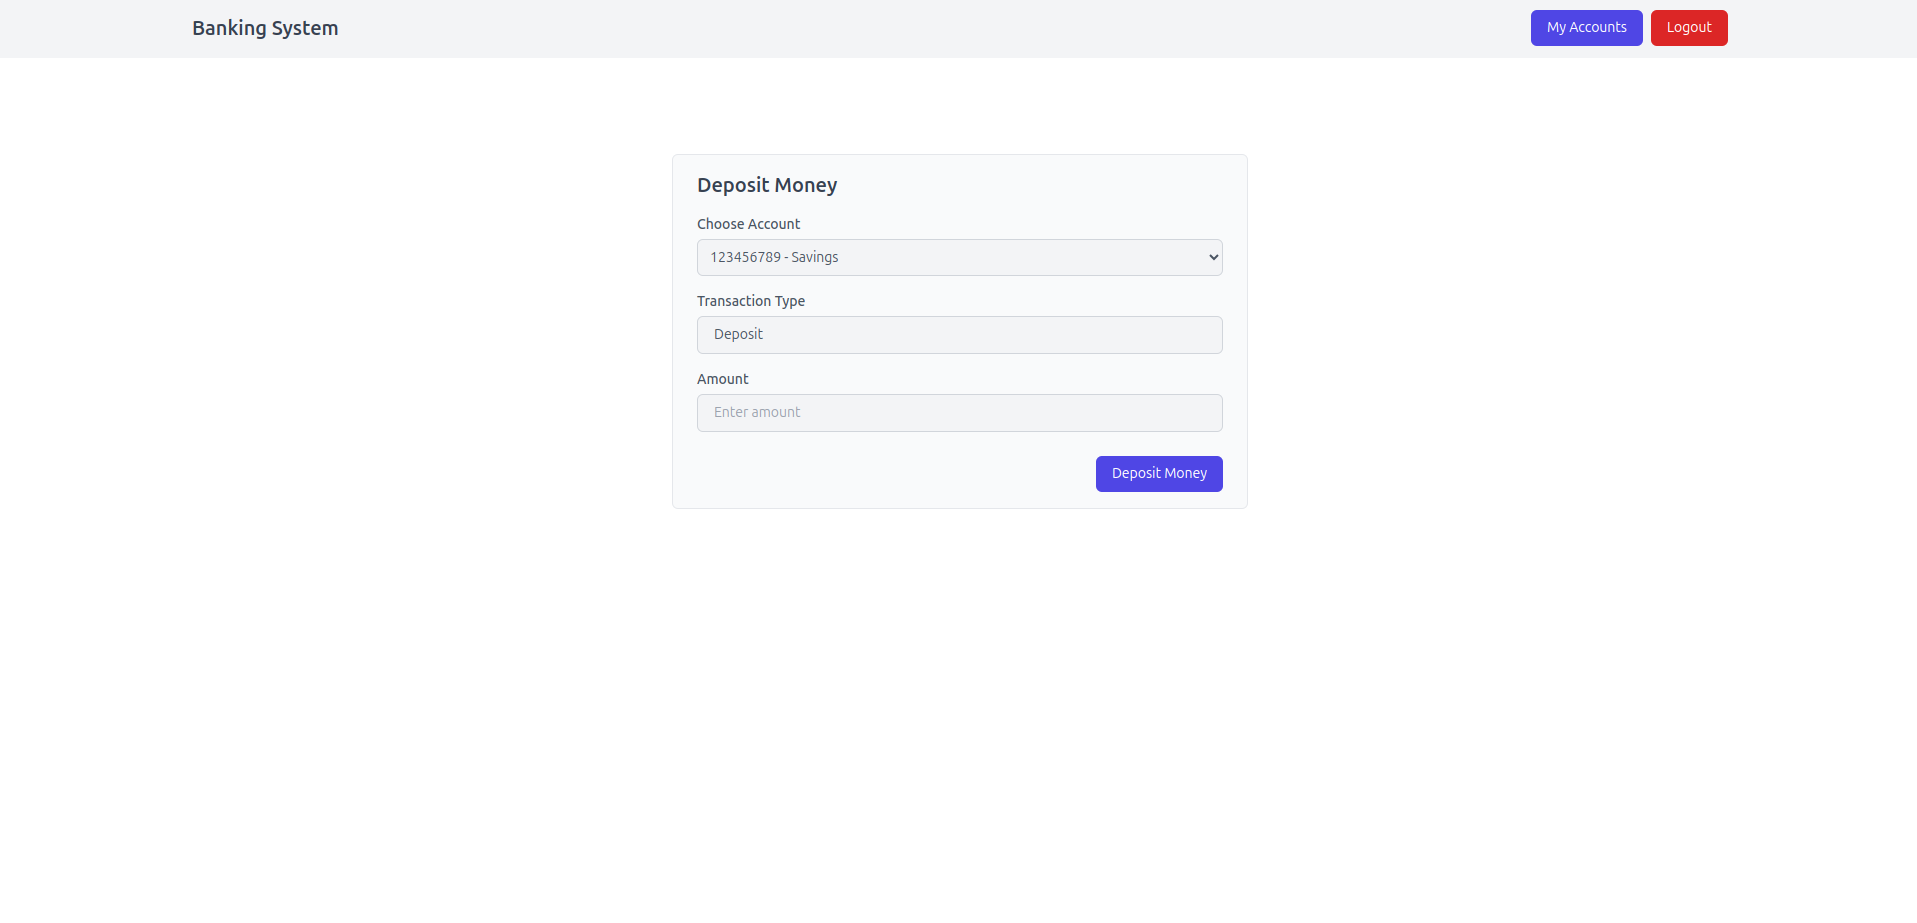 Banking System
My Accounts
Logout
Deposit Money
Choose Account
123456789 - Savings
Transaction Type
Deposit
Amount
Enter amount
Deposit Money